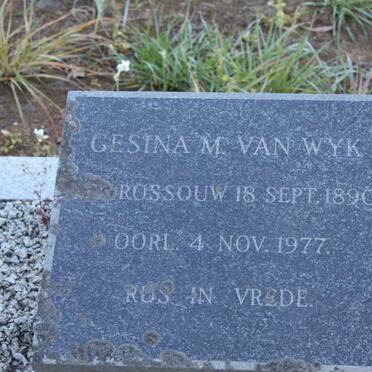 GESINA M. VAN WYK
ROSSOUW 18 SEPT. 1890
OORL. 4 NOV. 1977.
RUS IN VREDE.